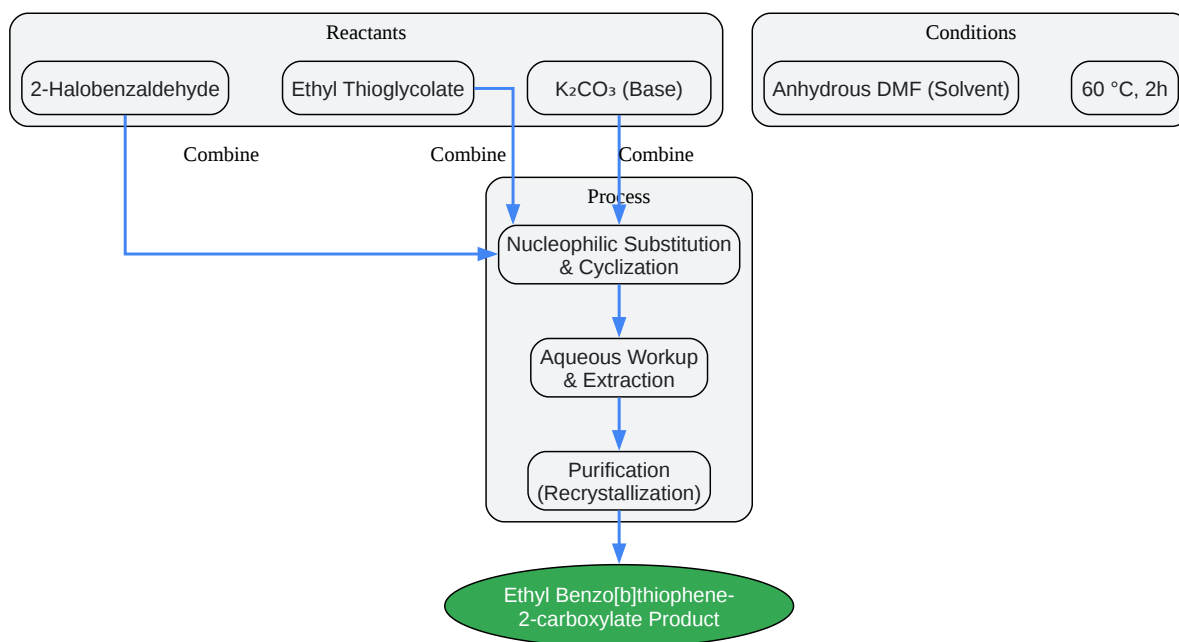 Reactants
Conditions
2-Halobenzaldehyde
Ethyl Thioglycolate
K₂CO₃ (Base)
Anhydrous DMF (Solvent)
60 °C, 2h
Combine
Combine
Combine
Process
Nucleophilic Substitution
& Cyclization
Aqueous Workup
& Extraction
Purification
(Recrystallization)
Ethyl Benzo[b]thiophene-
2-carboxylate Product